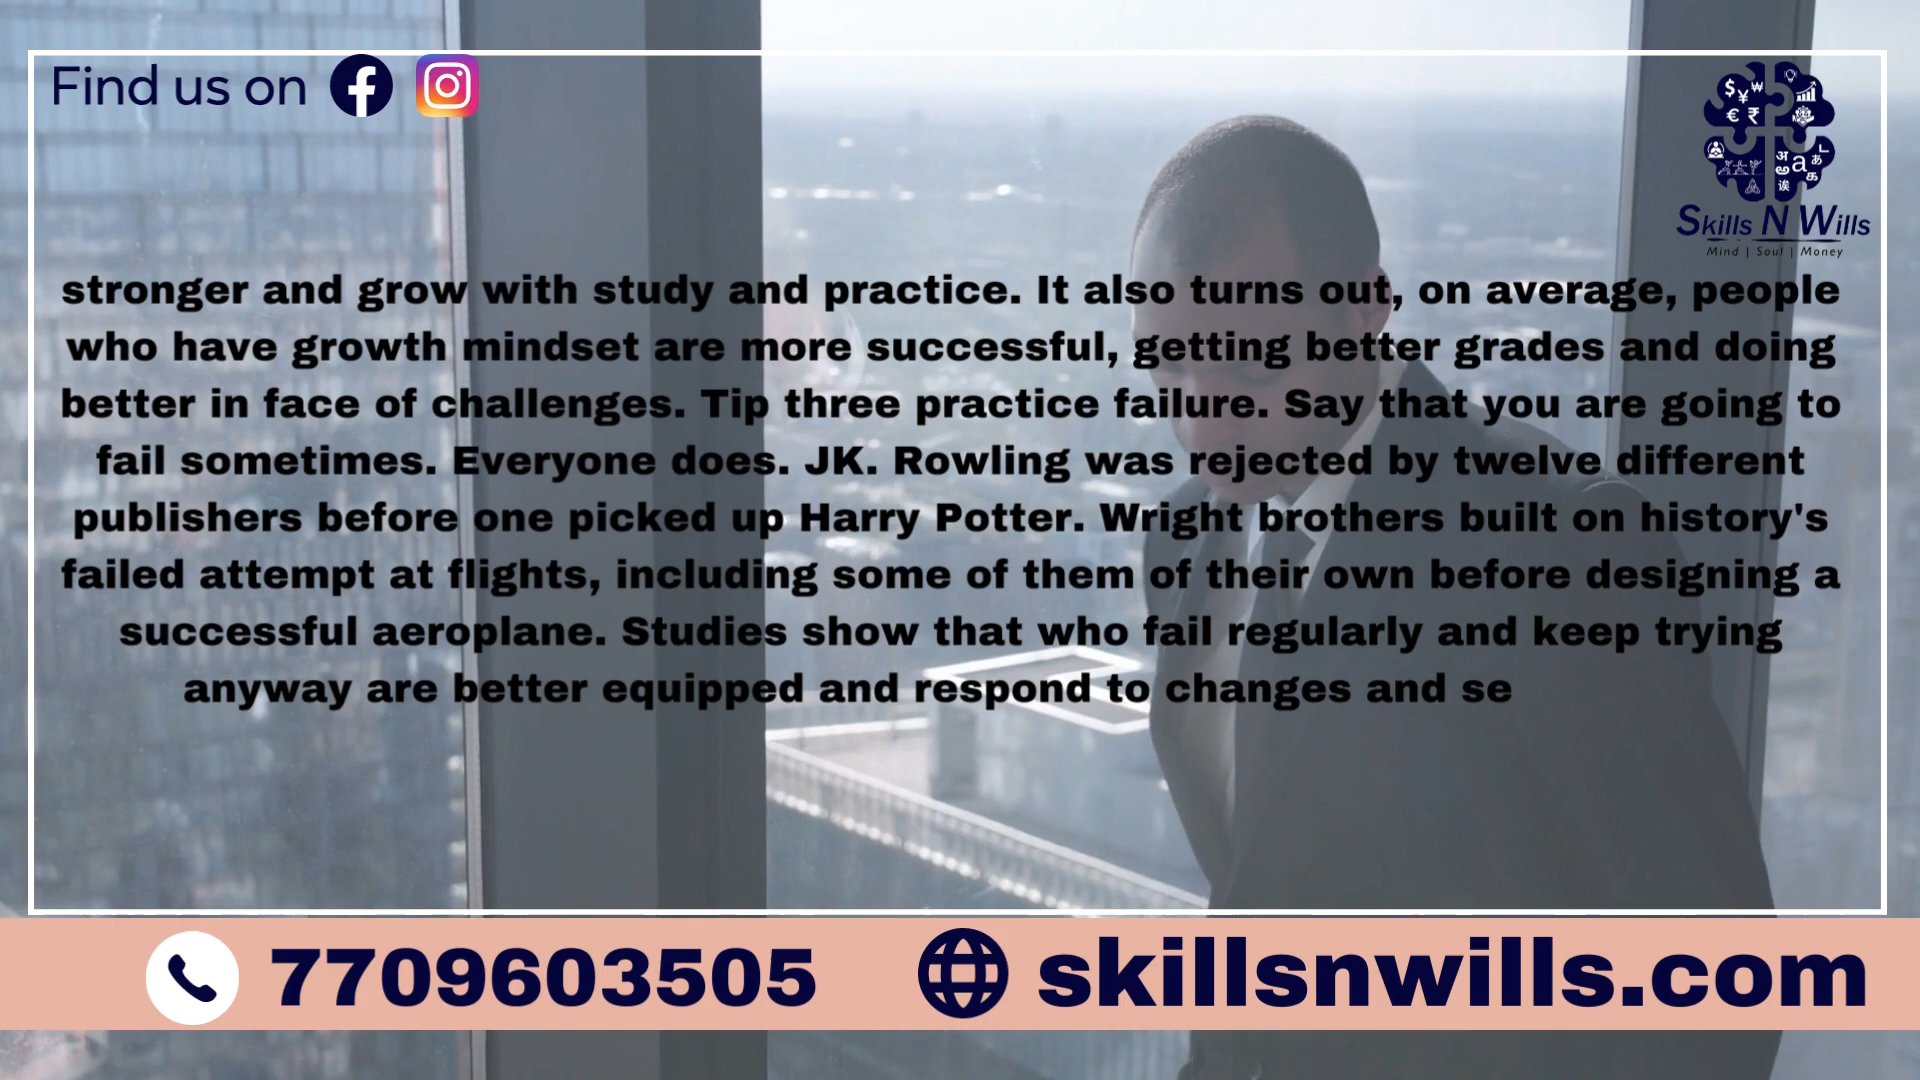 Find us on
$ ¥ ₩
€ ₹
अ a あ
誤
Skills N Wills
Mind | Soul | Money
stronger and grow with study and practice. It also turns out, on average, people
who have growth mindset are more successful, getting better grades and doing
better in face of challenges. Tip three practice failure. Say that you are going to
fail sometimes. Everyone does. JK. Rowling was rejected by twelve different
publishers before one picked up Harry Potter. Wright brothers built on history's
failed attempt at flights, including some of them of their own before designing a
successful aeroplane. Studies show that who fail regularly and keep trying
anyway are better equipped and respond to changes and se
7709603505
skillsnwills.com